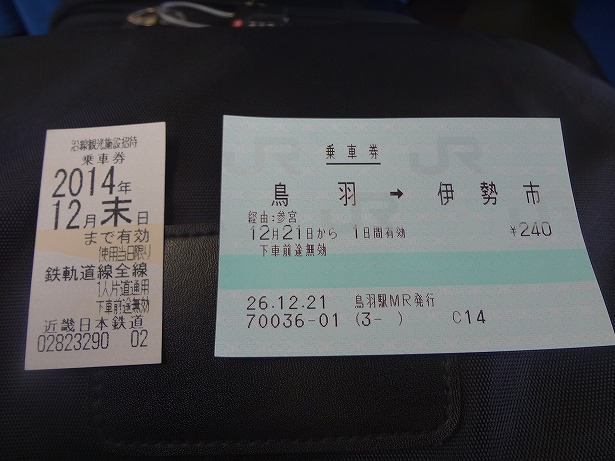 沿線観光施設招待
乗車券
2014年
12月末日
まで有効
(使用当日限り)
鉄軌道線全線
1人片道通用
下車前途無効
近畿日本鉄道
02823290 02
乗車券
鳥羽 → 伊勢市
経由:参宮
12月21日から 1日間有効 ¥240
下車前途無効
26.12.21 鳥羽駅MR発行
70036-01 (3- ) C14